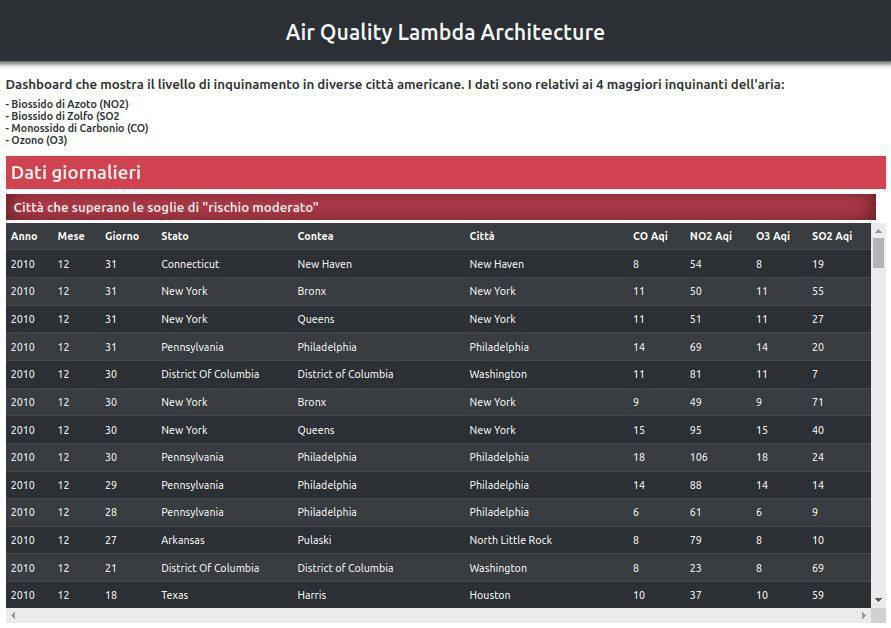 Air Quality Lambda Architecture
Dashboard che mostra il livello di inquinamento in diverse città americane. I dati sono relativi ai 4 maggiori inquinanti dell'aria:
- Biossido di Azoto (NO2)
- Biossido di Zolfo (SO2
- Monossido di Carbonio (CO)
- Ozono (O3)
Dati giornalieri
Città che superano le soglie di "rischio moderato"
Anno Mese Giorno Stato Contea Città CO Aqi NO2 Aqi O3 Aqi SO2 Aqi
2010 12 31 Connecticut New Haven New Haven 8 54 8 19
2010 12 31 New York Bronx New York 11 50 11 55
2010 12 31 New York Queens New York 11 51 11 27
2010 12 31 Pennsylvania Philadelphia Philadelphia 14 69 14 20
2010 12 30 District Of Columbia District of Columbia Washington 11 81 11 7
2010 12 30 New York Bronx New York 9 49 9 71
2010 12 30 New York Queens New York 15 95 15 40
2010 12 30 Pennsylvania Philadelphia Philadelphia 18 106 18 24
2010 12 29 Pennsylvania Philadelphia Philadelphia 14 88 14 14
2010 12 28 Pennsylvania Philadelphia Philadelphia 6 61 6 9
2010 12 27 Arkansas Pulaski North Little Rock 8 79 8 10
2010 12 21 District Of Columbia District of Columbia Washington 8 23 8 69
2010 12 18 Texas Harris Houston 10 37 10 59